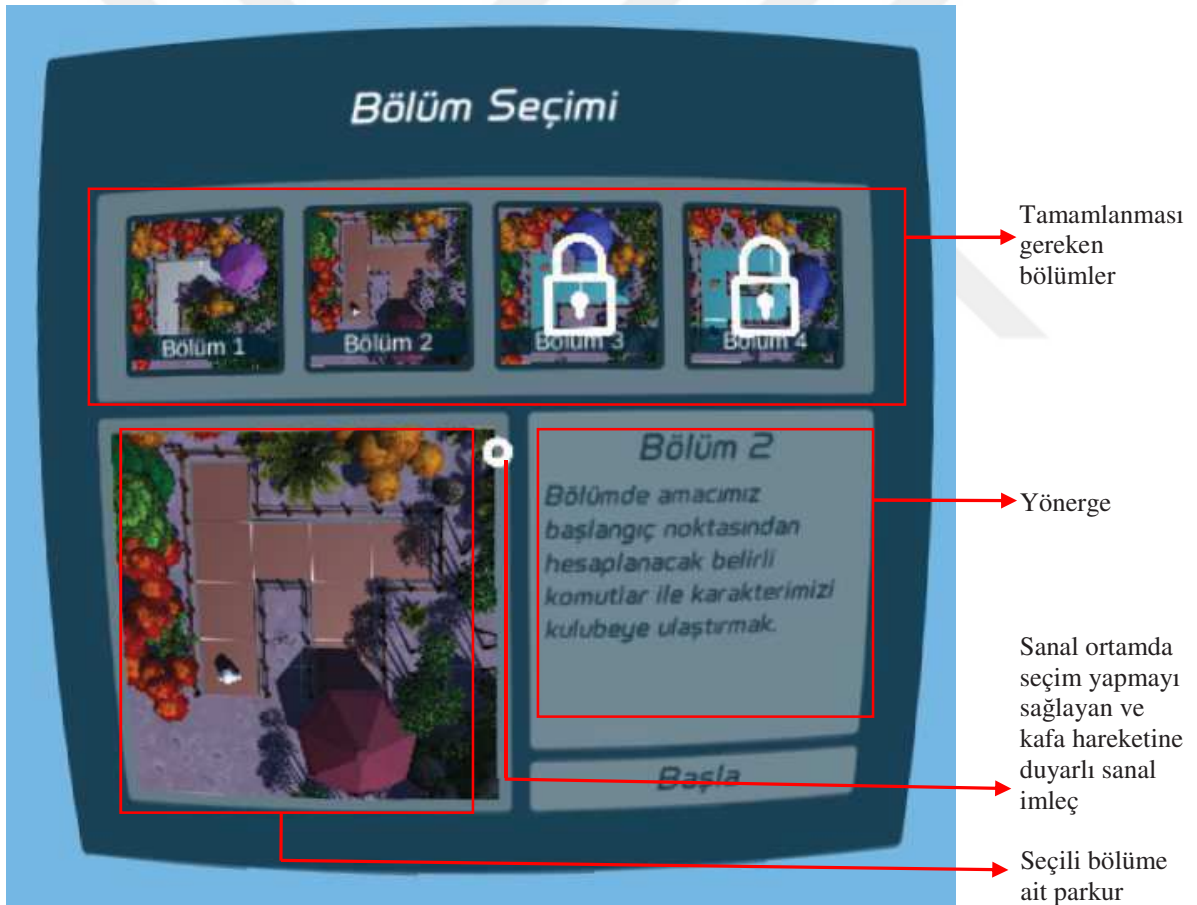 Bölüm Seçimi
Bölüm 1
Bölüm 2
Bölüm 3
Bölüm 4
Tamamlanması
gereken
bölümler
Bölüm 2
Bölümde amacımız
başlangıç noktasından
hesaplanacak belirli
komutlar ile karakterimizi
kulubeye ulaştırmak.
Yönerge
Başla
Sanal ortamda
seçim yapmayı
sağlayan ve
kafa hareketine
duyarlı sanal
imleç
Seçili bölüme
ait parkur